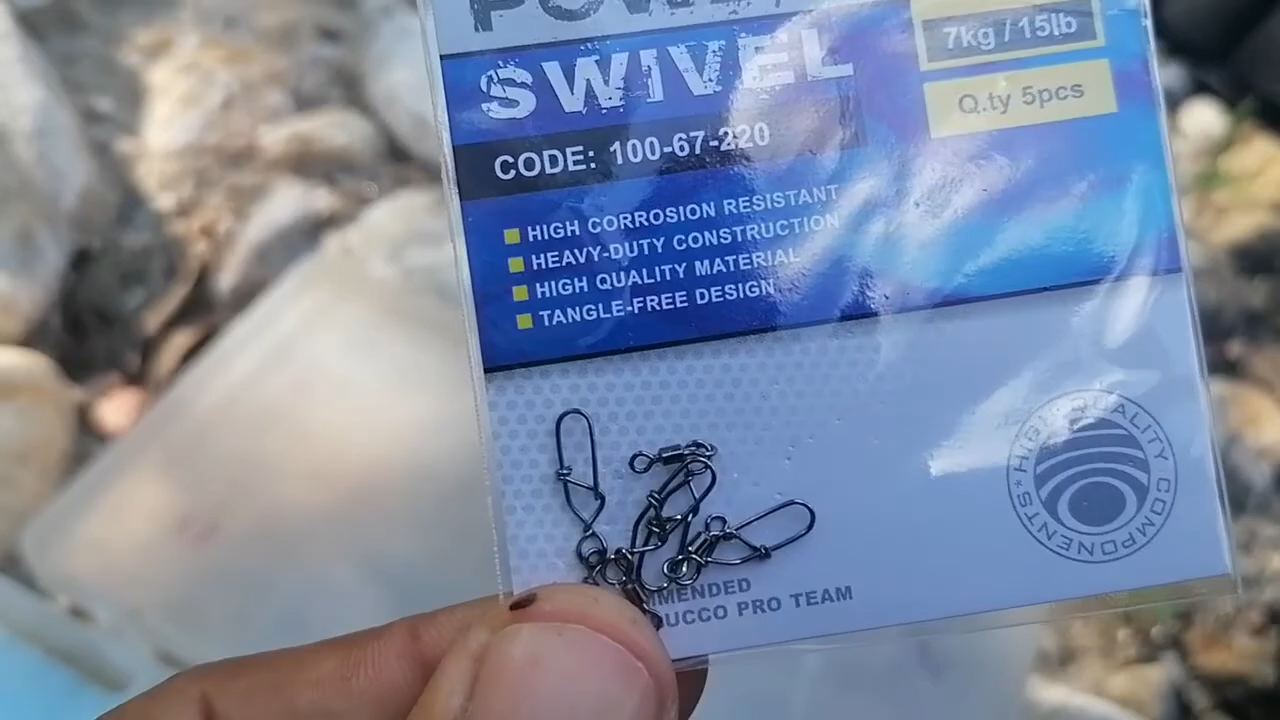 POWER
SWIVEL
7kg / 15lb
Q.ty 5pcs
CODE: 100-67-220
HIGH CORROSION RESISTANT
HEAVY-DUTY CONSTRUCTION
HIGH QUALITY MATERIAL
TANGLE-FREE DESIGN
HIGH QUALITY COMPONENTS
MMENDED
UCCO PRO TEAM